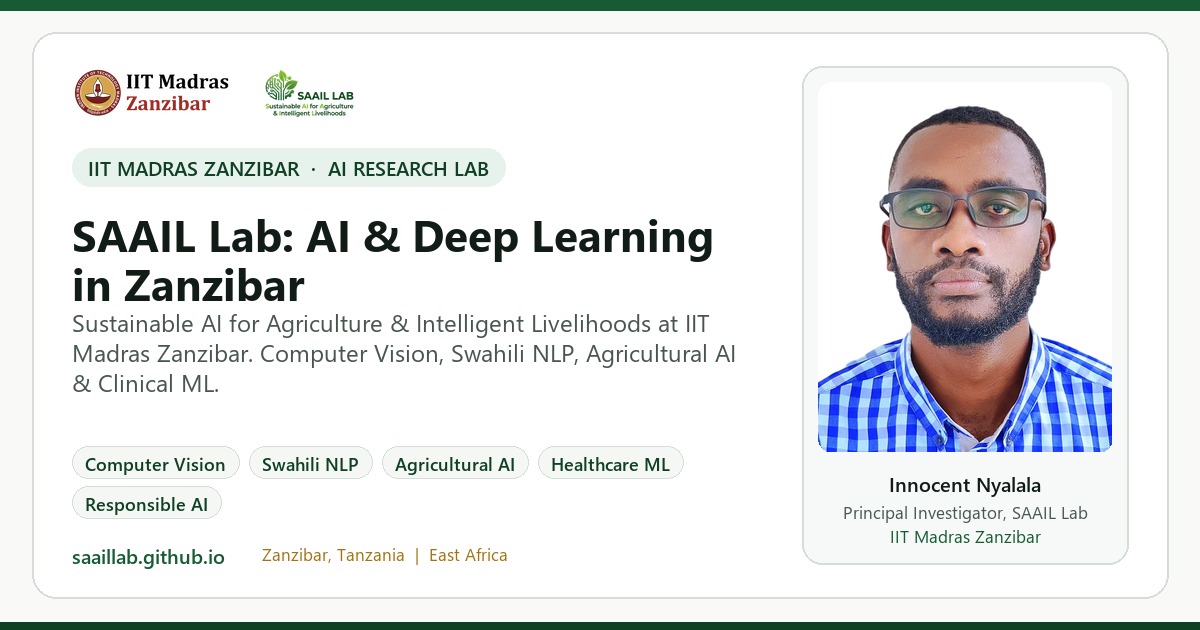 IIT Madras
Zanzibar
SAAIL LAB
Sustainable AI for Agriculture
& Intelligent Livelihoods
IIT MADRAS ZANZIBAR · AI RESEARCH LAB
SAAIL Lab: AI & Deep Learning
in Zanzibar
Sustainable AI for Agriculture & Intelligent Livelihoods at IIT
Madras Zanzibar. Computer Vision, Swahili NLP, Agricultural AI
& Clinical ML.
Computer Vision
Swahili NLP
Agricultural AI
Healthcare ML
Responsible AI
saaillab.github.io
Zanzibar, Tanzania | East Africa
Innocent Nyalala
Principal Investigator, SAAIL Lab
IIT Madras Zanzibar